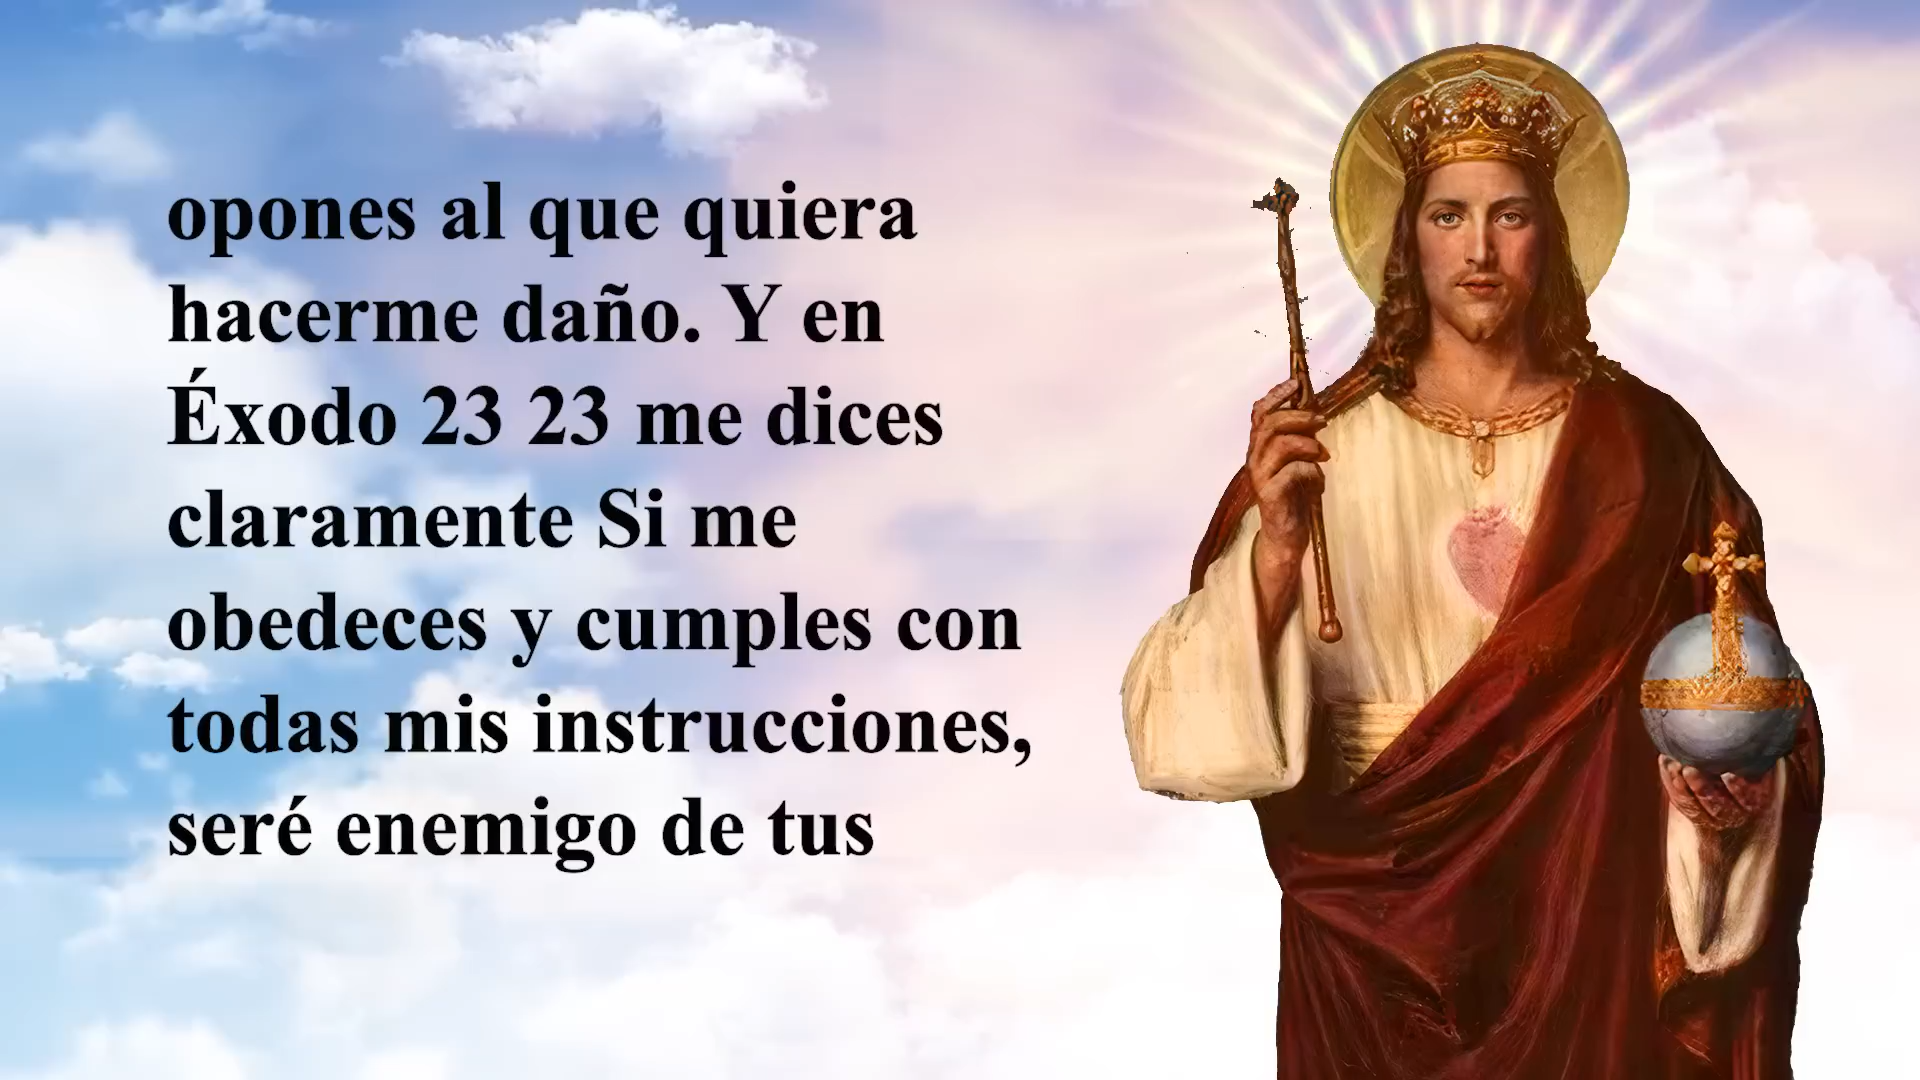 opones al que quiera
hacerme daño. Y en
Éxodo 23 23 me dices
claramente Si me
obedeces y cumples con
todas mis instrucciones,
seré enemigo de tus